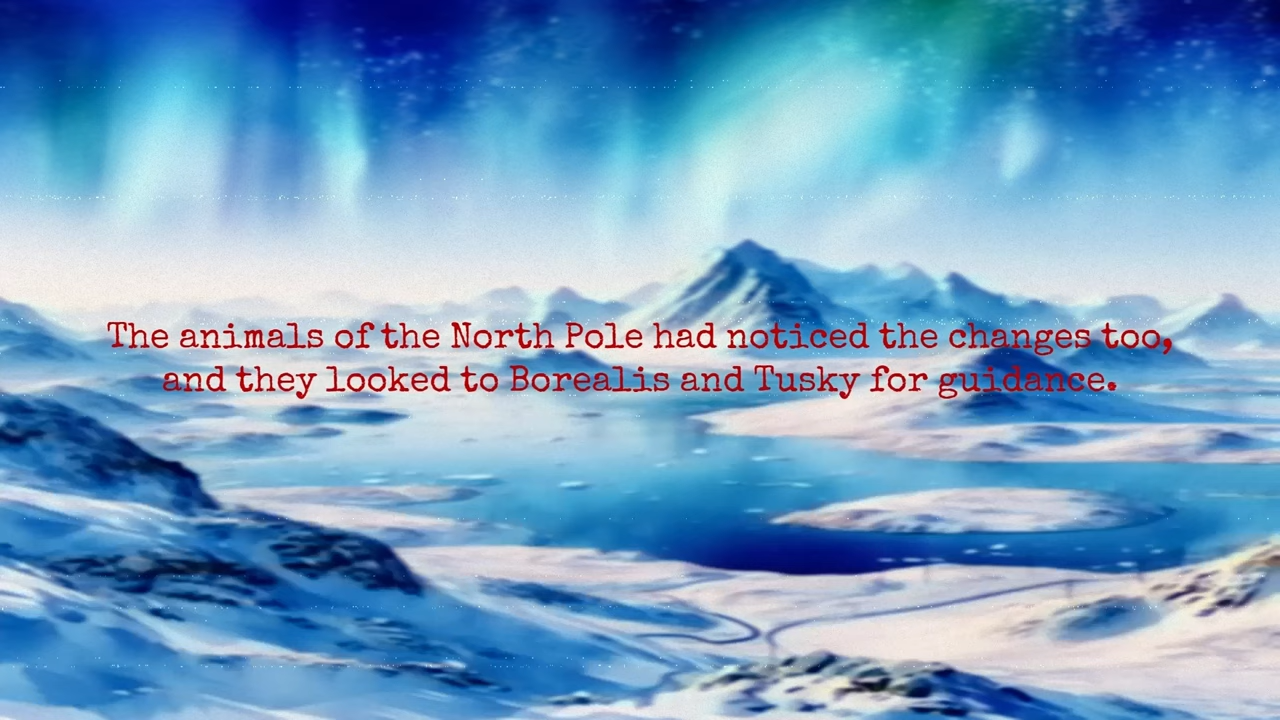 The animals of the North Pole had noticed the changes too,
and they looked to Borealis and Tusky for guidance.